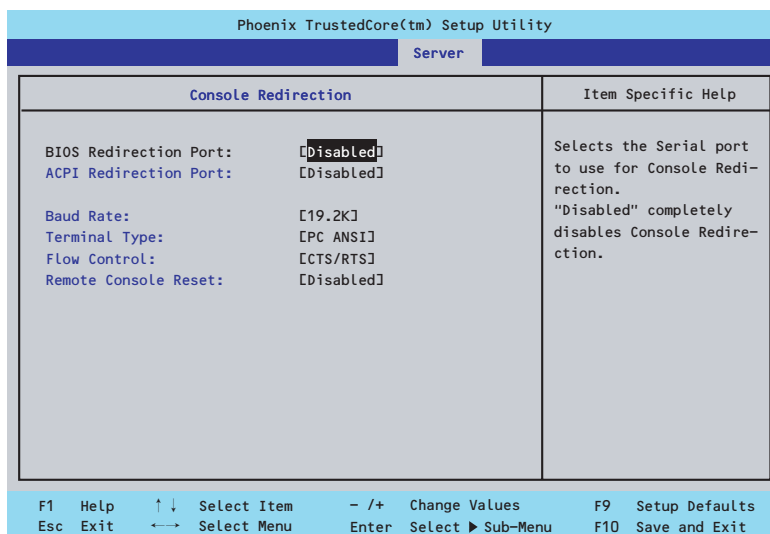 Phoenix TrustedCore(tm) Setup Utility
Server
Console Redirection
Item Specific Help
BIOS Redirection Port: [Disabled]
ACPI Redirection Port: [Disabled]
Baud Rate: [19.2K]
Terminal Type: [PC ANSI]
Flow Control: [CTS/RTS]
Remote Console Reset: [Disabled]
Selects the Serial port
to use for Console Redi-
rection.
"Disabled" completely
disables Console Redire-
ction.
F1 Help ↑↓ Select Item - /+ Change Values F9 Setup Defaults
Esc Exit ←→ Select Menu Enter Select ▶ Sub-Menu F10 Save and Exit